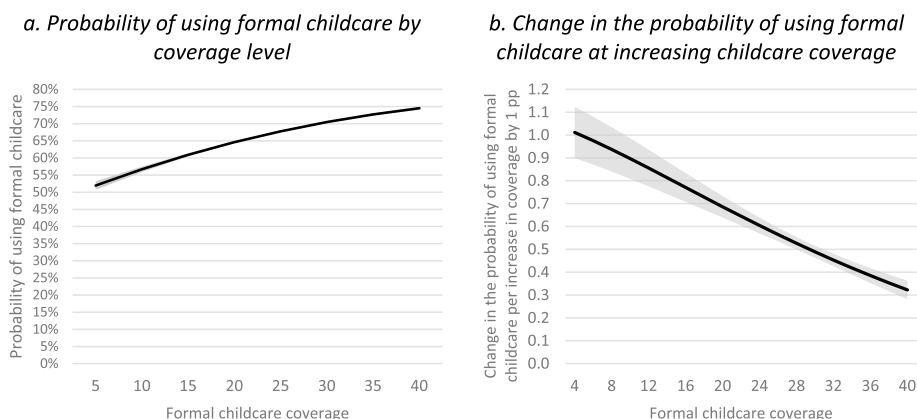 a. Probability of using formal childcare by
coverage level
80%
75%
70%
65%
60%
55%
50%
45%
40%
35%
30%
25%
20%
15%
10%
5%
0%
Probability of using formal childcare
5 10 15 20 25 30 35 40
Formal childcare coverage
b. Change in the probability of using formal
childcare at increasing childcare coverage
1.2
1.1
1.0
0.9
0.8
0.7
0.6
0.5
0.4
0.3
0.2
0.1
0.0
Change in the probability of using formal
childcare per increase in coverage by 1 pp
4 8 12 16 20 24 28 32 36 40
Formal childcare coverage